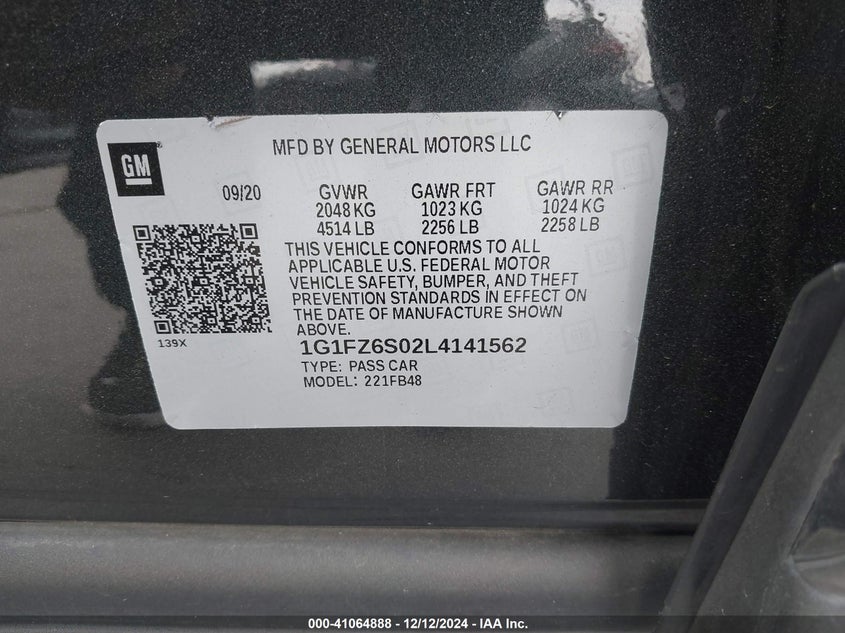 MFD BY GENERAL MOTORS LLC
GM
09/20
GVWR GAWR FRT GAWR RR
2048 KG 1023 KG 1024 KG
4514 LB 2256 LB 2258 LB
THIS VEHICLE CONFORMS TO ALL
APPLICABLE U.S. FEDERAL MOTOR
VEHICLE SAFETY, BUMPER, AND THEFT
PREVENTION STANDARDS IN EFFECT ON
THE DATE OF MANUFACTURE SHOWN
ABOVE.
139X
1G1FZ6S02L4141562
TYPE: PASS CAR
MODEL: 221FB48
000-41064888 - 12/12/2024 - IAA Inc.